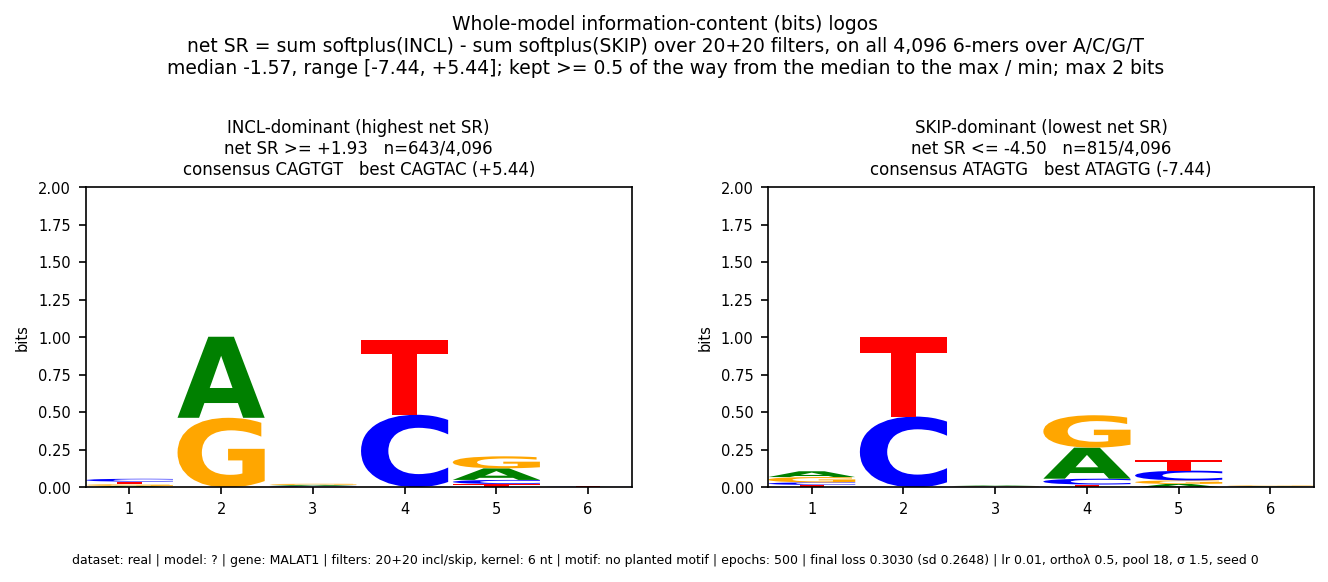 Whole-model information-content (bits) logos
net SR = sum softplus(INCL) - sum softplus(SKIP) over 20+20 filters, on all 4,096 6-mers over A/C/G/T
median -1.57, range [-7.44, +5.44]; kept >= 0.5 of the way from the median to the max / min; max 2 bits
INCL-dominant (highest net SR)
net SR >= +1.93   n=643/4,096
consensus CAGTGT   best CAGTAC (+5.44)
2.00
1.75
1.50
1.25
1.00
0.75
0.50
0.25
0.00
bits
A
G
T
C
G
A
1 2 3 4 5 6
SKIP-dominant (lowest net SR)
net SR <= -4.50   n=815/4,096
consensus ATAGTG   best ATAGTG (-7.44)
2.00
1.75
1.50
1.25
1.00
0.75
0.50
0.25
0.00
bits
A
G
T
C
G
A
C
T
C
1 2 3 4 5 6
dataset: real | model: ? | gene: MALAT1 | filters: 20+20 incl/skip, kernel: 6 nt | motif: no planted motif | epochs: 500 | final loss 0.3030 (sd 0.2648) | lr 0.01, orthoλ 0.5, pool 18, σ 1.5, seed 0